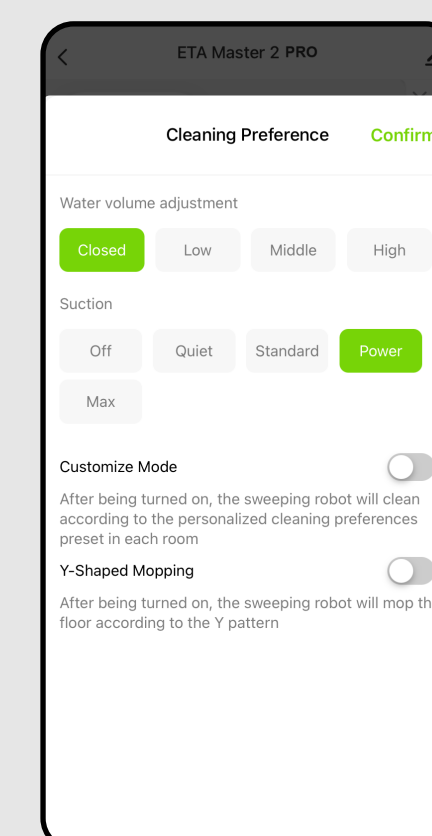 ETA Master 2 PRO
Cleaning Preference Confirm
Water volume adjustment
Closed Low Middle High
Suction
Off Quiet Standard Power
Max
Customize Mode
After being turned on, the sweeping robot will clean
according to the personalized cleaning preferences
preset in each room
Y-Shaped Mopping
After being turned on, the sweeping robot will mop th
floor according to the Y pattern